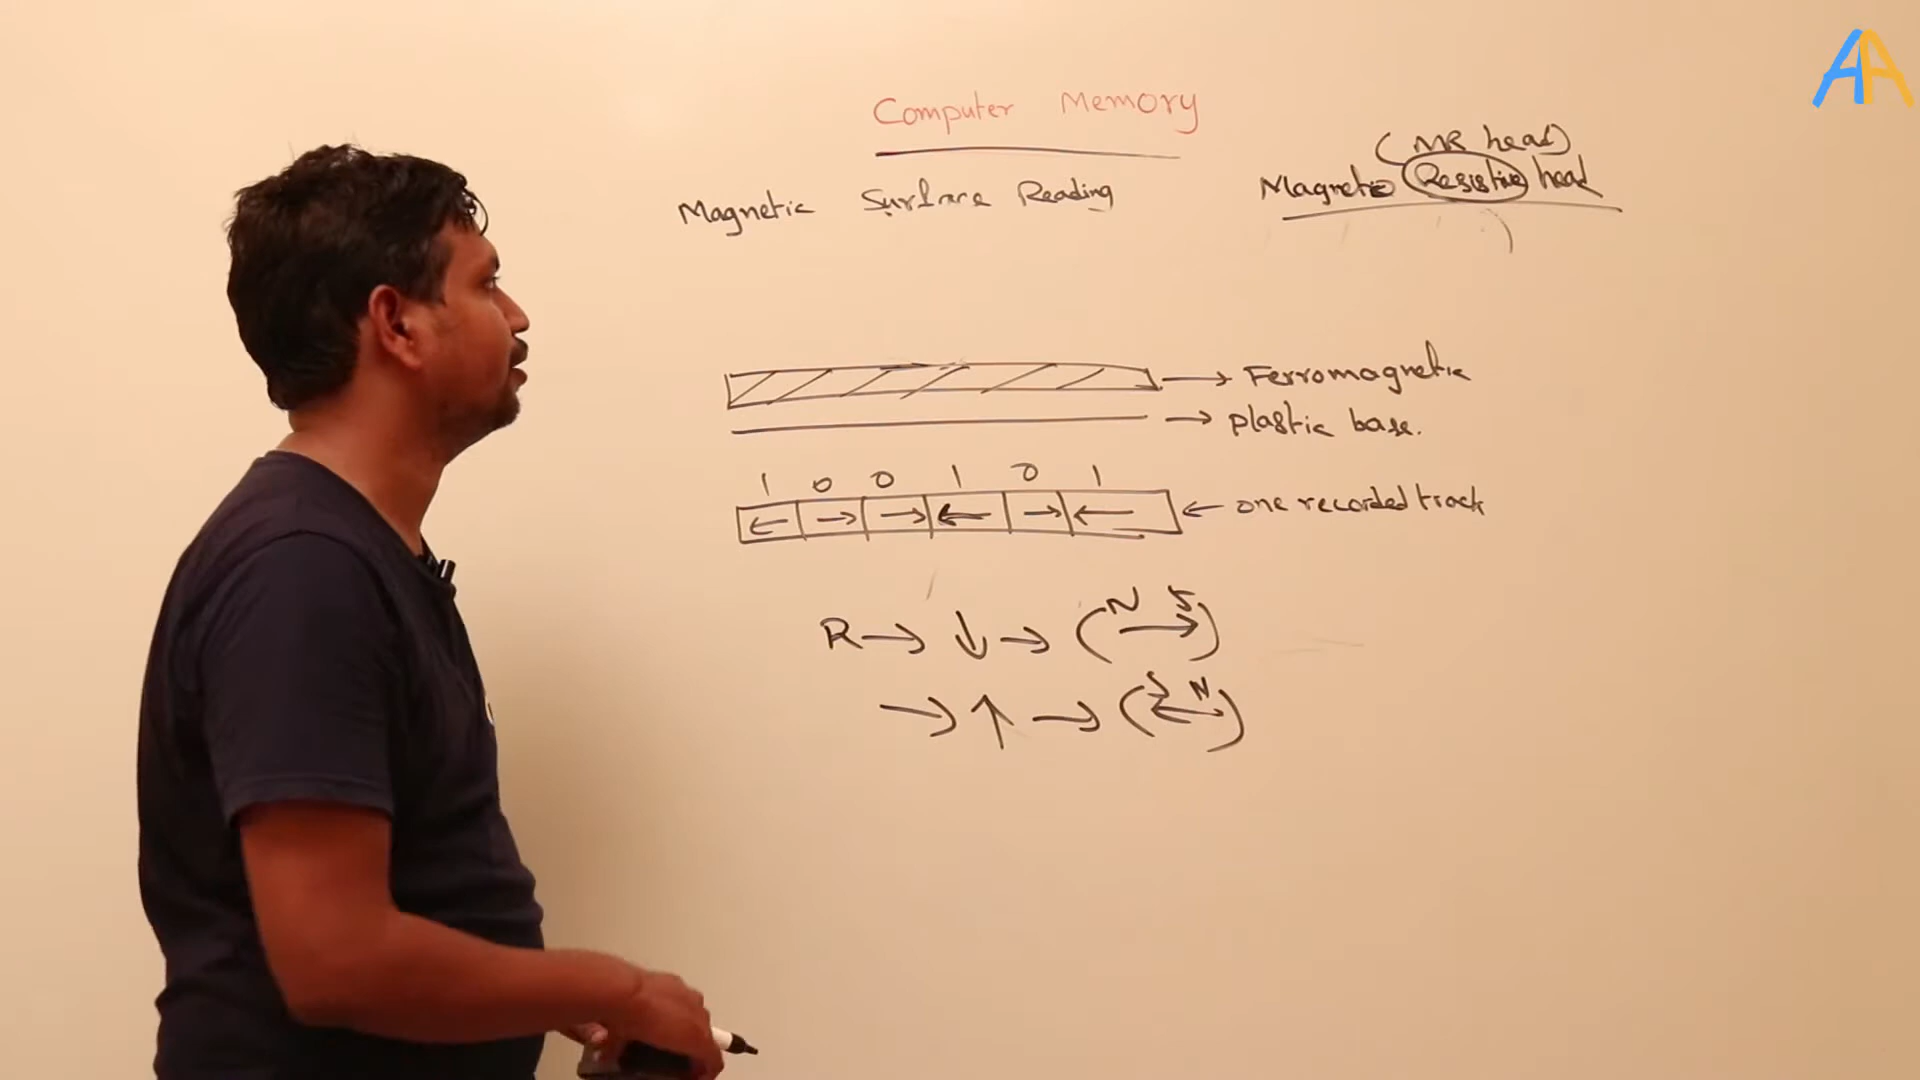 AA
Computer Memory
(MR head)
Magnetic Surface Reading
Magnetic Resistive head
→ Ferromagnetic
→ plastic base.
1 0 0 1 0 1
← → → ← → ← ← one recorded track
R → ↓ → (N S →)
→ ↑ → (S N ←)